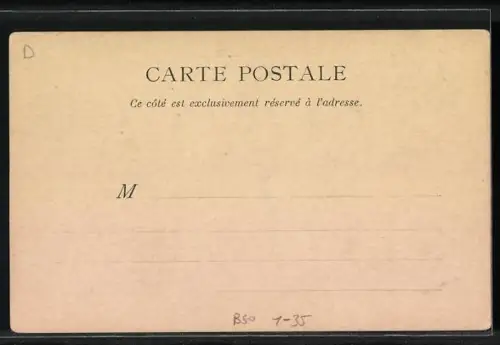 D
CARTE POSTALE
Ce côté est exclusivement réservé à l'adresse.
M
B50 1-35